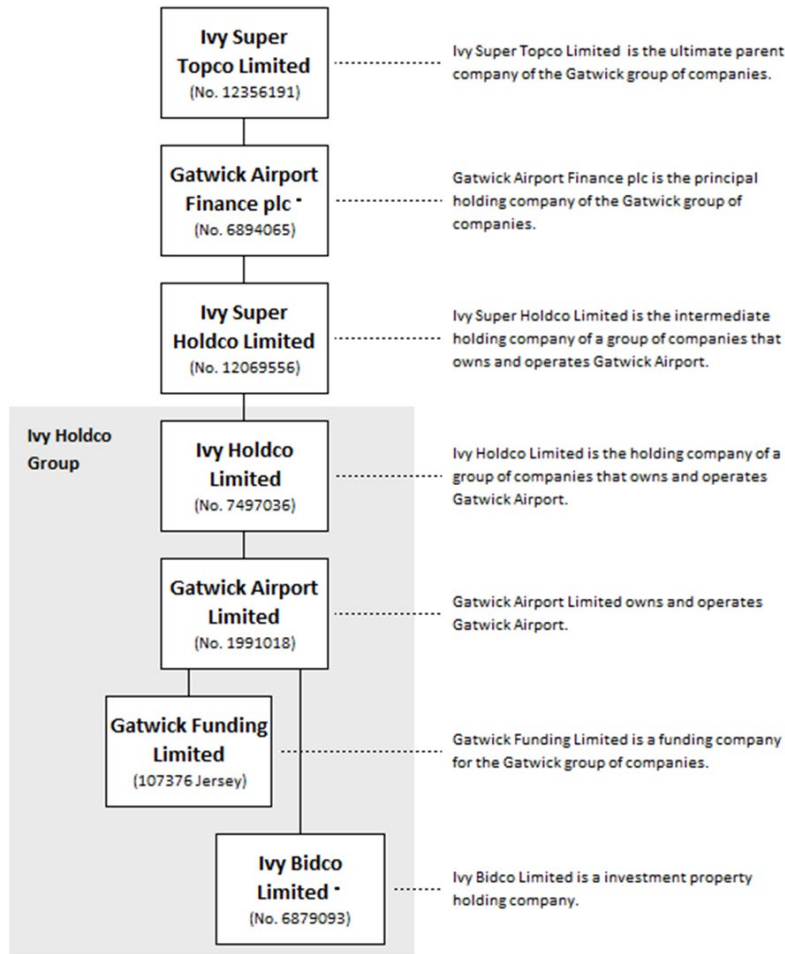 Ivy Super
Topco Limited
(No. 12356191)
Ivy Super Topco Limited is the ultimate parent
company of the Gatwick group of companies.
Gatwick Airport
Finance plc -
(No. 6894065)
Gatwick Airport Finance plc is the principal
holding company of the Gatwick group of
companies.
Ivy Super
Holdco Limited
(No. 12069556)
Ivy Super Holdco Limited is the intermediate
holding company of a group of companies that
owns and operates Gatwick Airport.
Ivy Holdco
Group
Ivy Holdco
Limited
(No. 7497036)
Ivy Holdco Limited is the holding company of a
group of companies that owns and operates
Gatwick Airport.
Gatwick Airport
Limited
(No. 1991018)
Gatwick Airport Limited owns and operates
Gatwick Airport.
Gatwick Funding
Limited
(107376 Jersey)
Gatwick Funding Limited is a funding company
for the Gatwick group of companies.
Ivy Bidco
Limited -
(No. 6879093)
Ivy Bidco Limited is a investment property
holding company.